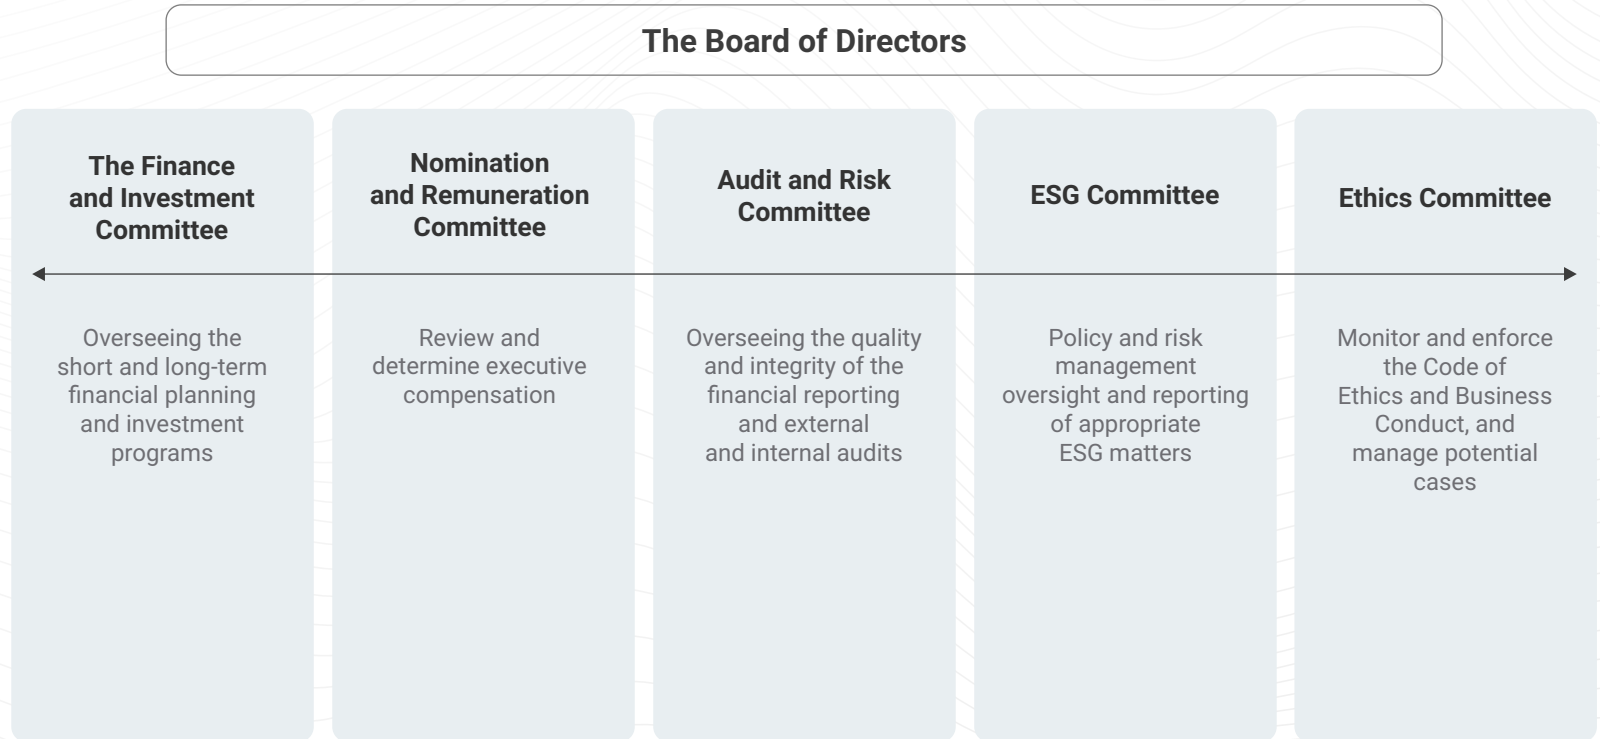 The Board of Directors
The Finance
and Investment
Committee
Overseeing the
short and long-term
financial planning
and investment
programs
Nomination
and Remuneration
Committee
Review and
determine executive
compensation
Audit and Risk
Committee
Overseeing the quality
and integrity of the
financial reporting
and external
and internal audits
ESG Committee
Policy and risk
management
oversight and reporting
of appropriate
ESG matters
Ethics Committee
Monitor and enforce
the Code of
Ethics and Business
Conduct, and
manage potential
cases